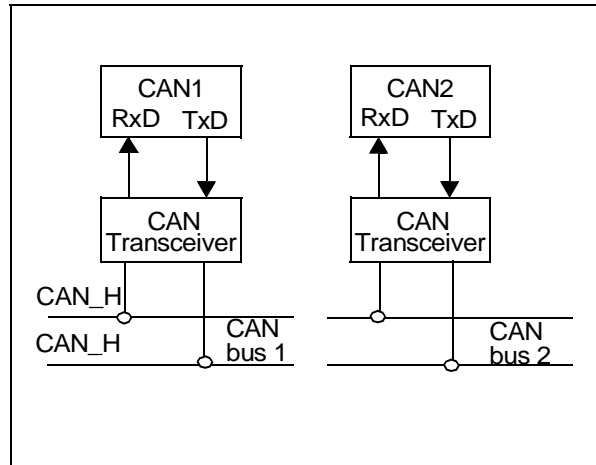 CAN1
RxD TxD
CAN2
RxD TxD
CAN
Transceiver
CAN
Transceiver
CAN_H
CAN_H
CAN
bus 1
CAN
bus 2